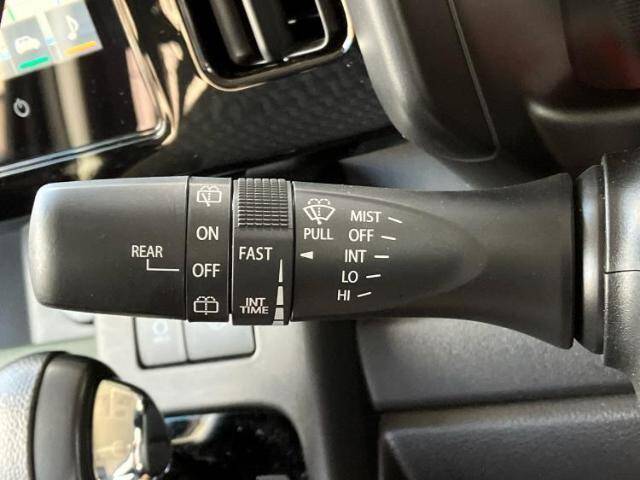 REAR
ON
OFF
FAST
INT
TIME
PULL
MIST
OFF
INT
LO
HI